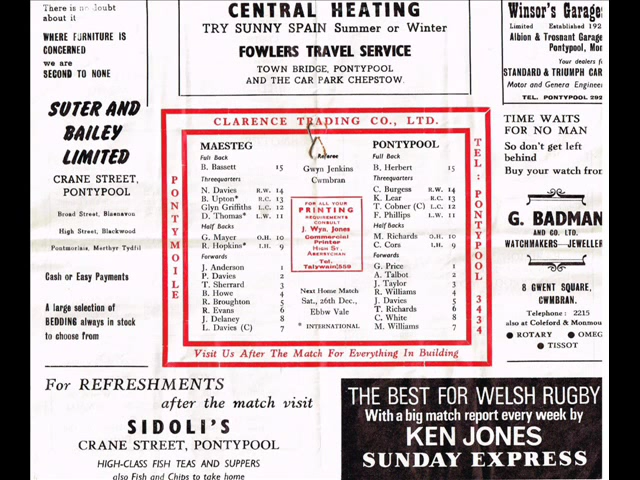 There is no doubt
about it
WHERE FURNITURE IS
CONCERNED
we are
SECOND TO NONE
SUTER AND
BAILEY
LIMITED
CRANE STREET,
PONTYPOOL
Broad Street, Blaenavon
High Street, Blackwood
Pontmorlais, Merthyr Tydfil
Cash or Easy Payments
A large selection of
BEDDING always in stock
to choose from
CENTRAL HEATING
TRY SUNNY SPAIN Summer or Winter
FOWLERS TRAVEL SERVICE
TOWN BRIDGE, PONTYPOOL
AND THE CAR PARK CHEPSTOW.
Winsor's Garages
Limited Established 192
Albion & Trosnant Garage
Pontypool, Mon
Your dealers f
STANDARD & TRIUMPH CAR
Motor and Genera Engineer
TEL. PONTYPOOL 292
CLARENCE TRADING CO., LTD.
PONTYMOILE
MAESTEG
Full Back
B. Bassett 15
Threequarters
N. Davies R.W. 14
B. Upton* R.C. 13
Glyn Griffiths L.C. 12
D. Thomas* L.W. 11
Half Backs
G. Mayer O.H. 10
R. Hopkins* I.H. 9
Forwards
J. Anderson 1
P. Davies 2
T. Sherrard 3
B. Howe 4
R. Broughton 5
R. Evans 6
J. Delaney 8
L. Davies (C) 7
Referee
Gwyn Jenkins
Cwmbran
FOR ALL YOUR
PRINTING
REQUIREMENTS
CONSULT
J. Wyn. Jones
Commercial
Printer
HIGH ST.
ABERTYMAN
Tel.
Talywain 559
Next Home Match
Sat., 26th Dec.,
Ebbw Vale
* INTERNATIONAL
PONTYPOOL
Full Back
B. Herbert 15
Threequarters
C. Burgess R.W. 14
K. Lear R.C. 13
T. Cobner (C) L.C. 12
F. Phillips L.W. 11
Half Backs
M. Richards O.H. 10
C. Cors I.H. 9
Forwards
G. Price 1
A. Talbot 2
J. Taylor 3
R. Williams 4
J. Davies 5
T. Richards 6
C. White 8
M. Williams 7
TEL: PONTYPOOL 3434
Visit Us After The Match For Everything In Building
TIME WAITS
FOR NO MAN
So don't get left
behind
Buy your watch from
G. BADMAN
AND CO. LTD.
WATCHMAKERS JEWELLE
8 GWENT SQUARE,
CWMBRAN.
Telephone: 2215
also at Coleford & Monmou
ROTARY OMEG
TISSOT
For REFRESHMENTS
after the match visit
SIDOLI'S
CRANE STREET, PONTYPOOL
HIGH-CLASS FISH TEAS AND SUPPERS
also Fish and Chips to take home
THE BEST FOR WELSH RUGBY
With a big match report every week by
KEN JONES
SUNDAY EXPRESS